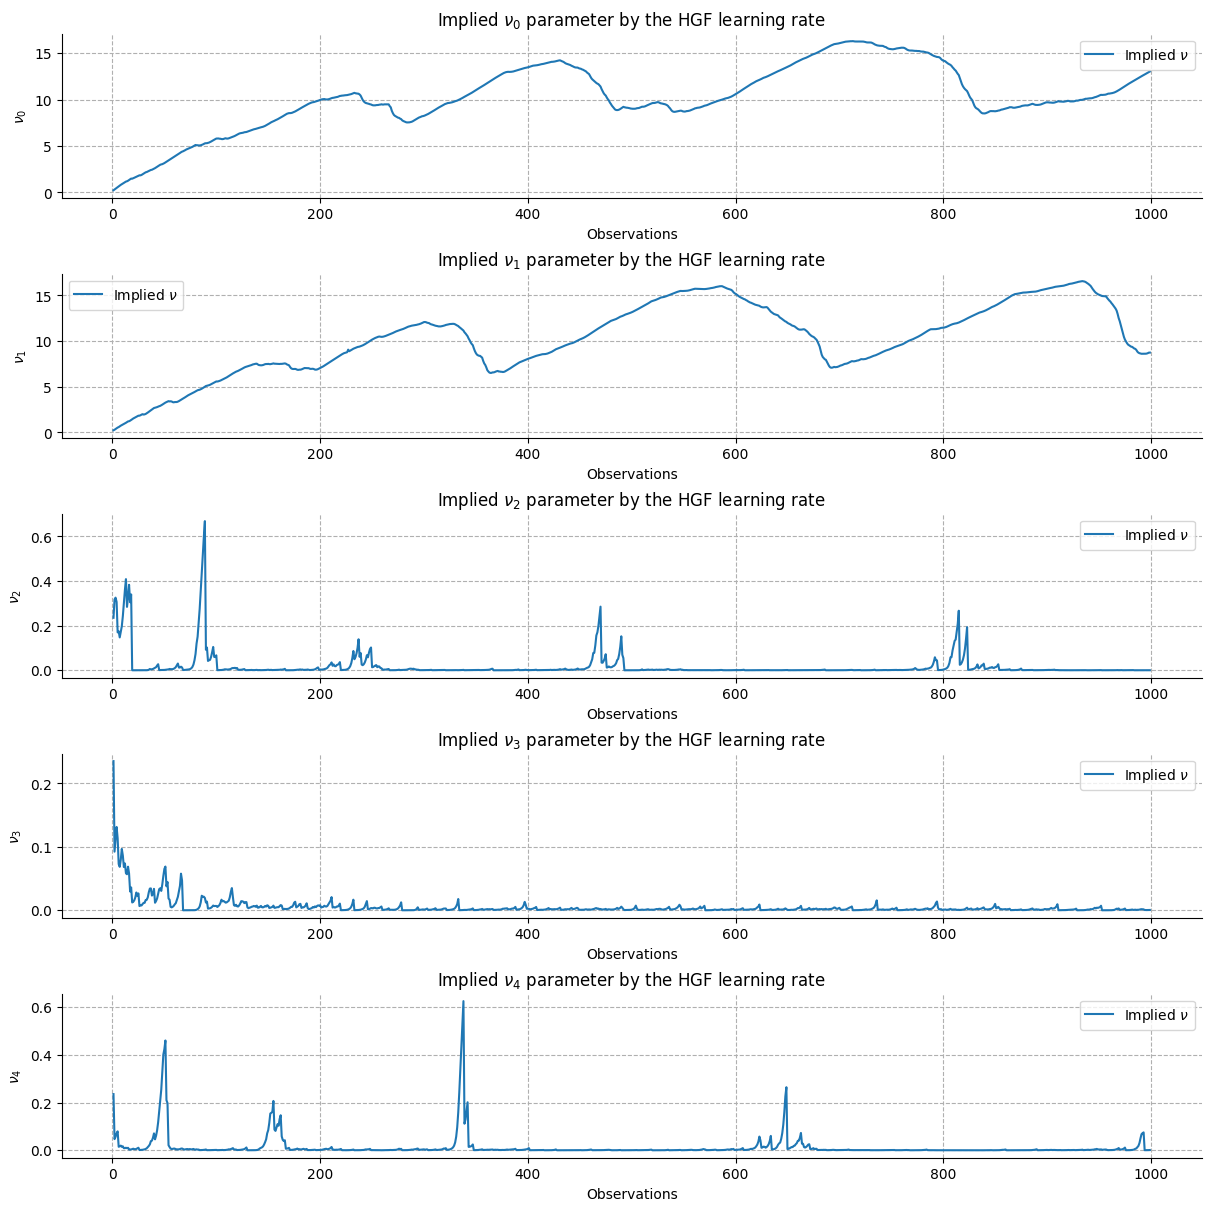 Implied ν₀ parameter by the HGF learning rate
Implied ν
15
10
5
0
ν₀
0 200 400 600 800 1000
Observations
Implied ν₁ parameter by the HGF learning rate
Implied ν
15
10
5
0
ν₁
0 200 400 600 800 1000
Observations
Implied ν₂ parameter by the HGF learning rate
Implied ν
0.6
0.4
0.2
0.0
ν₂
0 200 400 600 800 1000
Observations
Implied ν₃ parameter by the HGF learning rate
Implied ν
0.2
0.1
0.0
ν₃
0 200 400 600 800 1000
Observations
Implied ν₄ parameter by the HGF learning rate
Implied ν
0.6
0.4
0.2
0.0
ν₄
0 200 400 600 800 1000
Observations